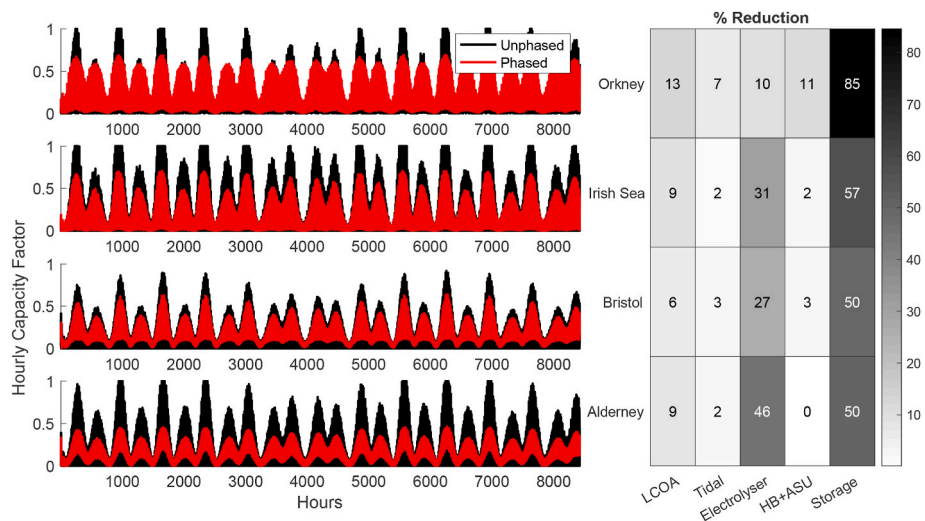 % Reduction
Hourly Capacity Factor
1
0.5
0
1000 2000 3000 4000 5000 6000 7000 8000
Unphased
Phased
1
0.5
0
1000 2000 3000 4000 5000 6000 7000 8000
1
0.5
0
1000 2000 3000 4000 5000 6000 7000 8000
1
0.5
0
1000 2000 3000 4000 5000 6000 7000 8000
Hours
Orkney 13 7 10 11 85
Irish Sea 9 2 31 2 57
Bristol 6 3 27 3 50
Alderney 9 2 46 0 50
LCOA Tidal Electrolyser HB+ASU Storage
80
70
60
50
40
30
20
10